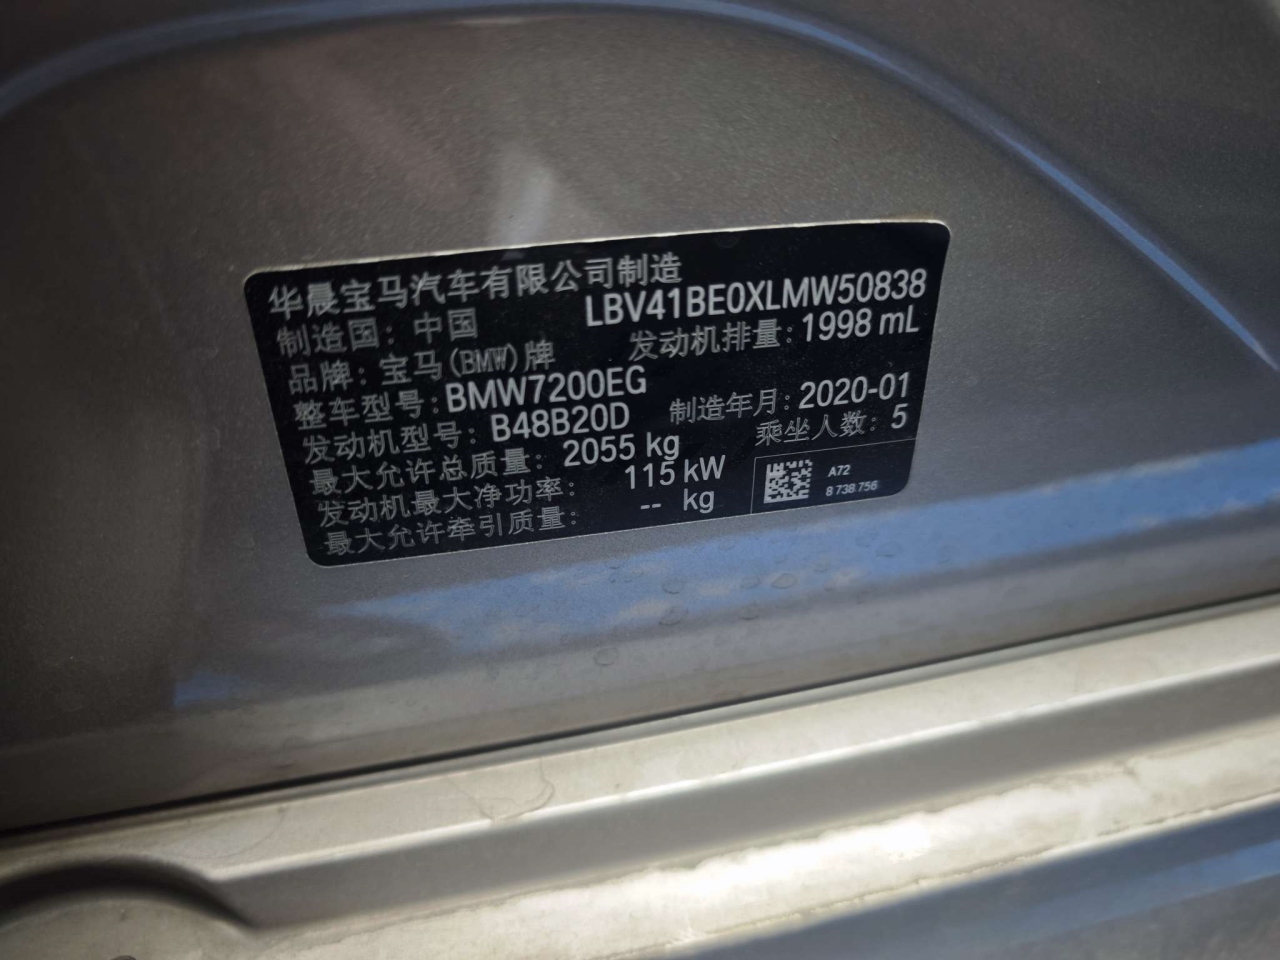 华晨宝马汽车有限公司制造
制造国：中国 LBV41BE0XLMW50838
品牌：宝马(BMW)牌 发动机排量：1998 mL
整车型号：BMW7200EG
发动机型号：B48B20D 制造年月：2020-01
最大允许总质量：2055 kg 乘坐人数：5
发动机最大净功率：115 kW
最大允许牵引质量：-- kg
A72
8 738 756